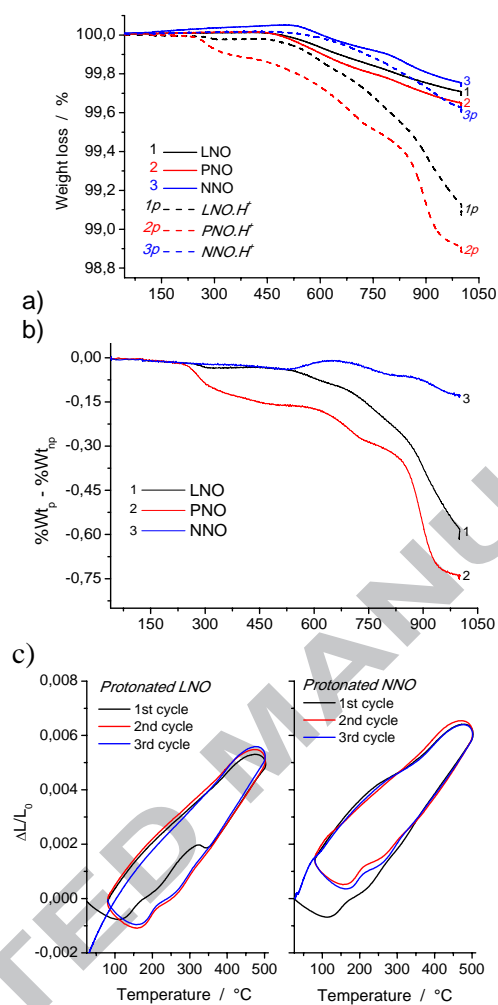 100,0
99,8
99,6
99,4
99,2
99,0
98,8
Weight loss / %
1 LNO
2 PNO
3 NNO
1p LNO.H⁺
2p PNO.H⁺
3p NNO.H⁺
3
1
2
3p
1p
2p
150 300 450 600 750 900 1050
a)
b)
0,00
-0,15
-0,30
-0,45
-0,60
-0,75
%Wtp - %Wtnp
1 LNO
2 PNO
3 NNO
3
1
2
150 300 450 600 750 900 1050
c)
0,008
0,006
0,004
0,002
0,000
-0,002
ΔL/L0
Protonated LNO
1st cycle
2nd cycle
3rd cycle
Protonated NNO
1st cycle
2nd cycle
3rd cycle
100 200 300 400 500
100 200 300 400 500
Temperature / °C
Temperature / °C
TED MANU